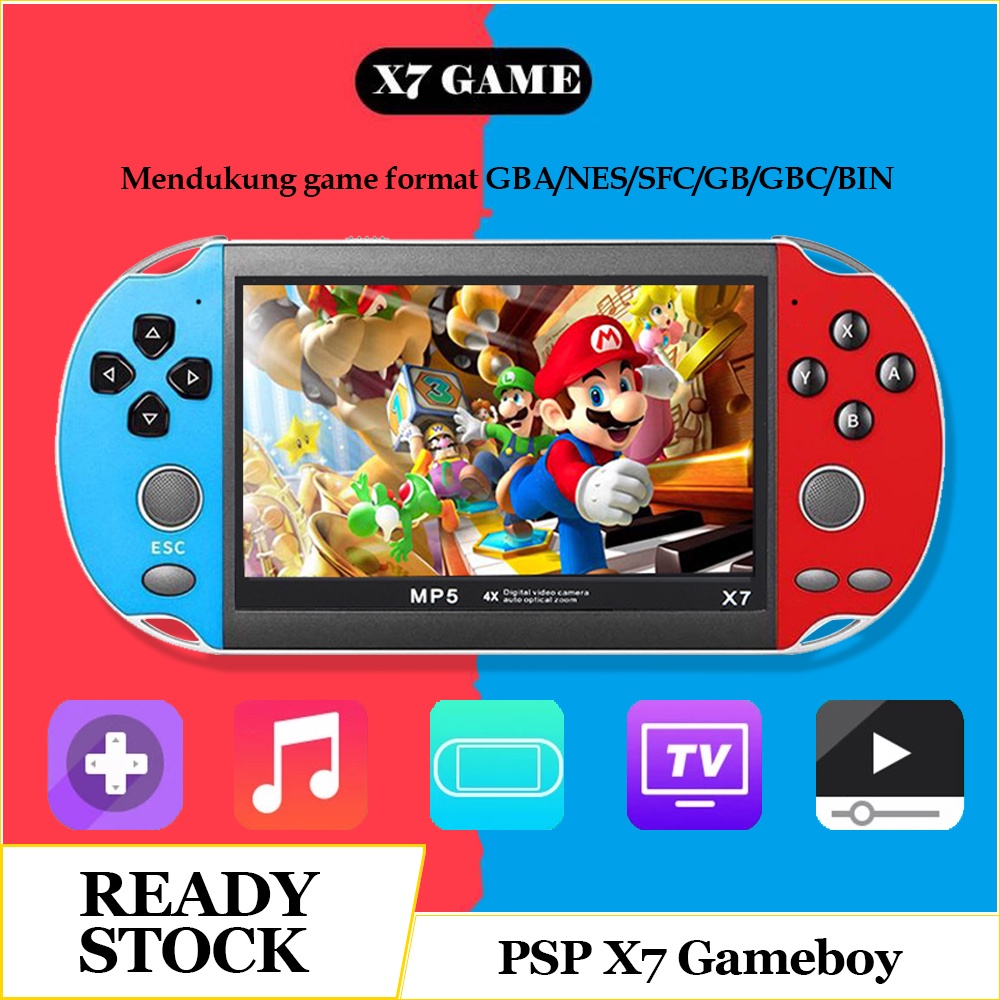 X7 GAME
Mendukung game format GBA/NES/SFC/GB/GBC/BIN
X
Y A
B
M
3
ESC
MP5 4X Digital video camera
auto optical zoom
X7
TV
READY
STOCK
PSP X7 Gameboy